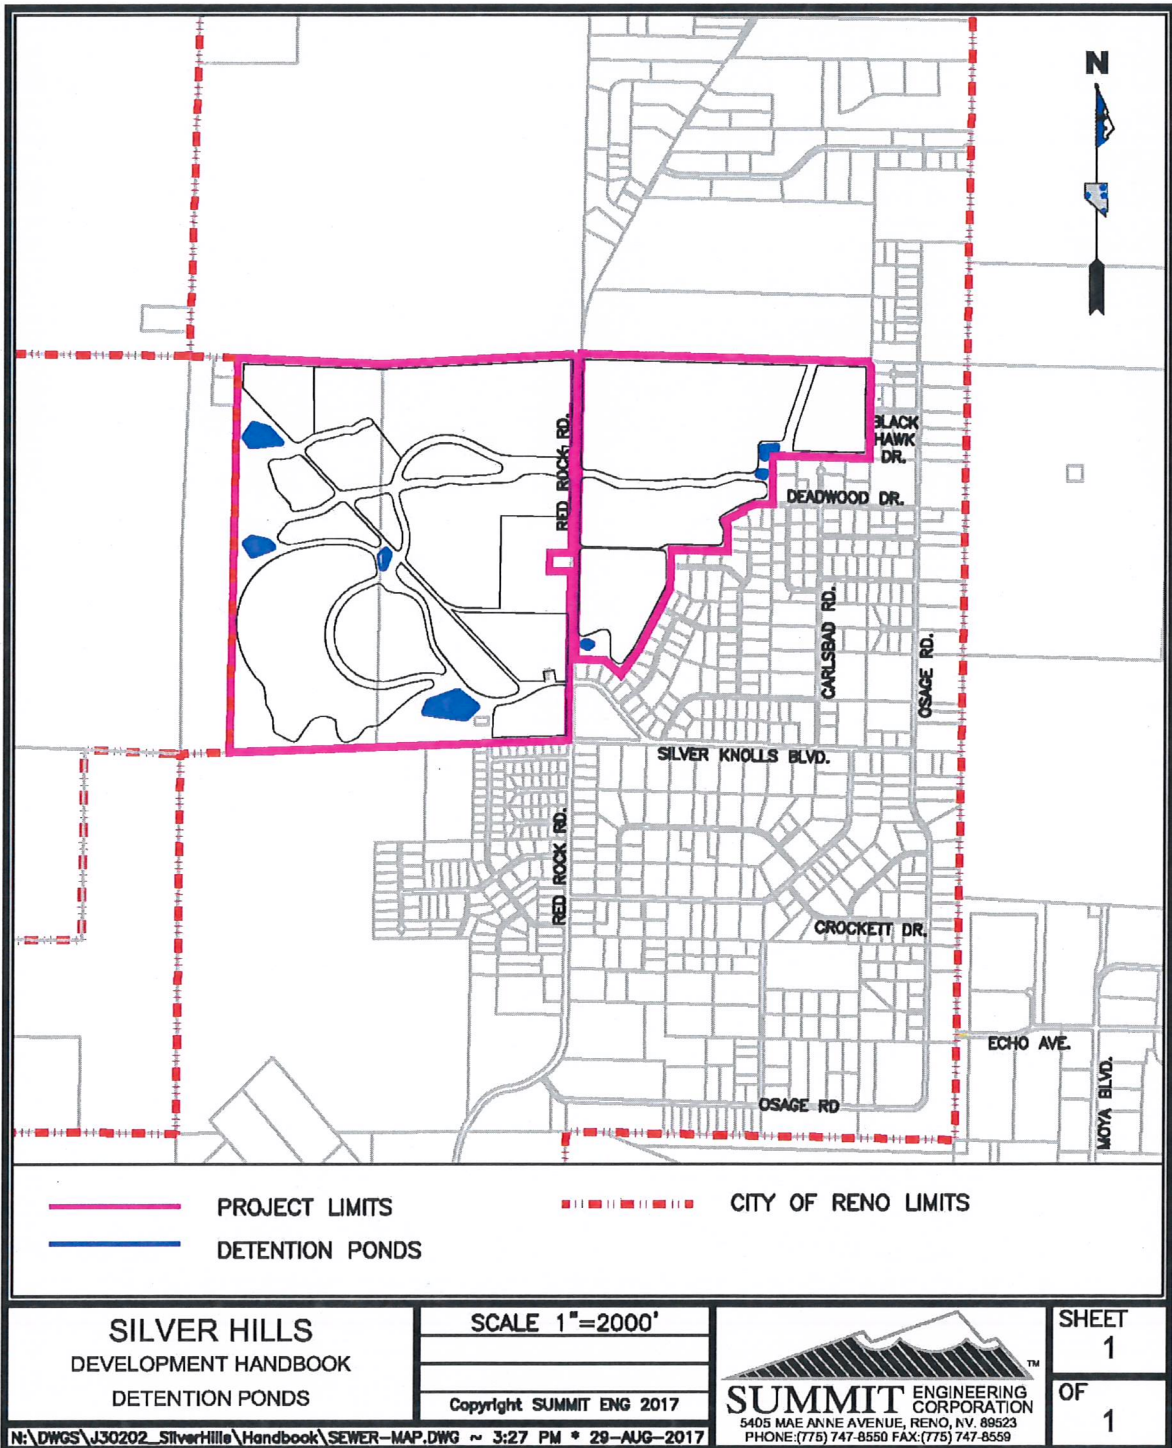 N
RED ROCK RD.
BLACK
HAWK
DR.
DEADWOOD DR.
CARLSBAD RD.
OSAGE RD.
SILVER KNOLLS BLVD.
RED ROCK RD.
CROCKETT DR.
ECHO AVE.
MOYA BLVD.
OSAGE RD
PROJECT LIMITS
CITY OF RENO LIMITS
DETENTION PONDS
SILVER HILLS
DEVELOPMENT HANDBOOK
DETENTION PONDS
SCALE 1"=2000'
Copyright SUMMIT ENG 2017
TM
SUMMIT ENGINEERING
CORPORATION
5405 MAE ANNE AVENUE, RENO, NV. 89523
PHONE:(775) 747-8550 FAX:(775) 747-8559
SHEET
1
OF
1
N:\DWGS\J30202_SilverHills\Handbook\SEWER-MAP.DWG ~ 3:27 PM * 29-AUG-2017